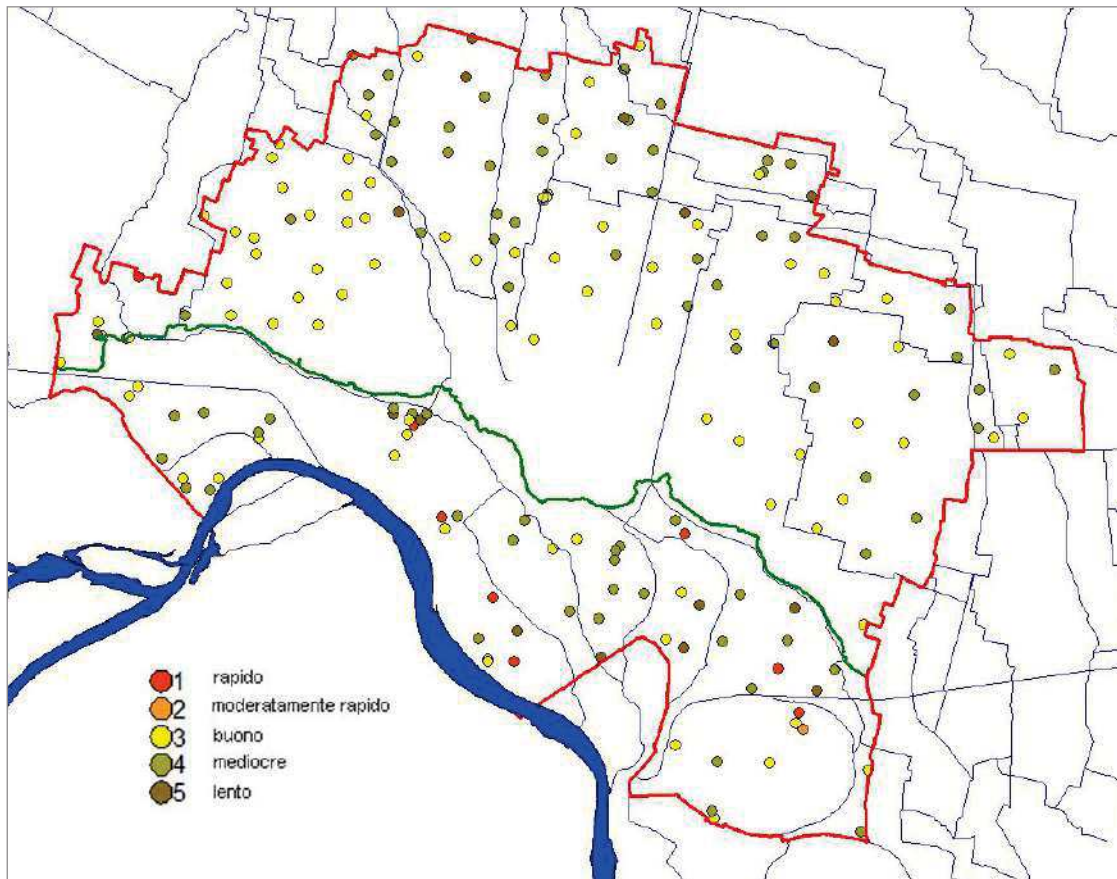 1 rapido
2 moderatamente rapido
3 buono
4 mediocre
5 lento